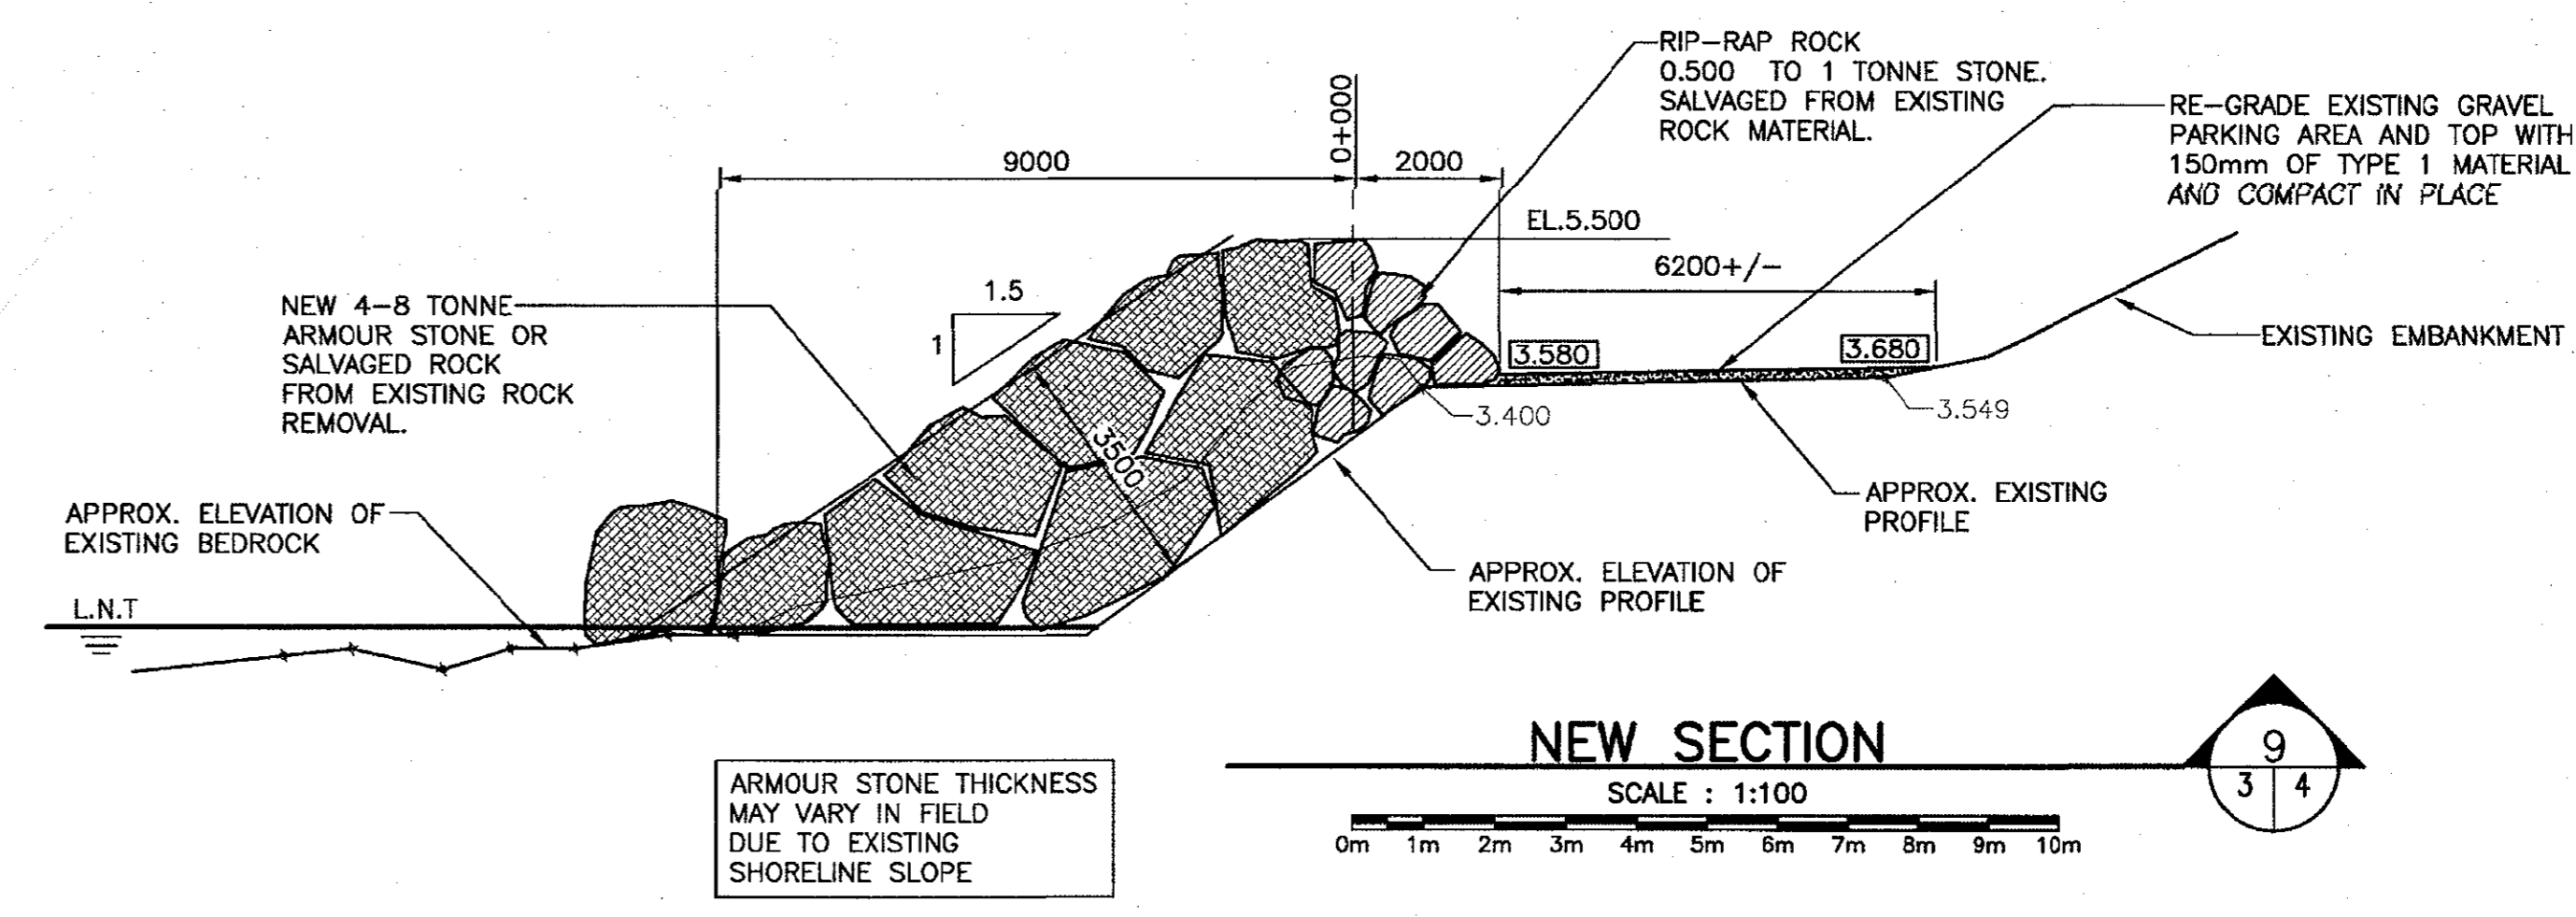 RIP-RAP ROCK
0.500 TO 1 TONNE STONE.
SALVAGED FROM EXISTING
ROCK MATERIAL.
RE-GRADE EXISTING GRAVEL
PARKING AREA AND TOP WITH
150mm OF TYPE 1 MATERIAL
AND COMPACT IN PLACE
0+000
9000
2000
EL.5.500
6200+/-
NEW 4-8 TONNE
ARMOUR STONE OR
SALVAGED ROCK
FROM EXISTING ROCK
REMOVAL.
1.5
1
3.580
3.680
EXISTING EMBANKMENT
3.400
3.549
3500
APPROX. ELEVATION OF
EXISTING BEDROCK
APPROX. EXISTING
PROFILE
APPROX. ELEVATION OF
EXISTING PROFILE
L.N.T
NEW SECTION
SCALE : 1:100
0m 1m 2m 3m 4m 5m 6m 7m 8m 9m 10m
9
3 4
ARMOUR STONE THICKNESS
MAY VARY IN FIELD
DUE TO EXISTING
SHORELINE SLOPE